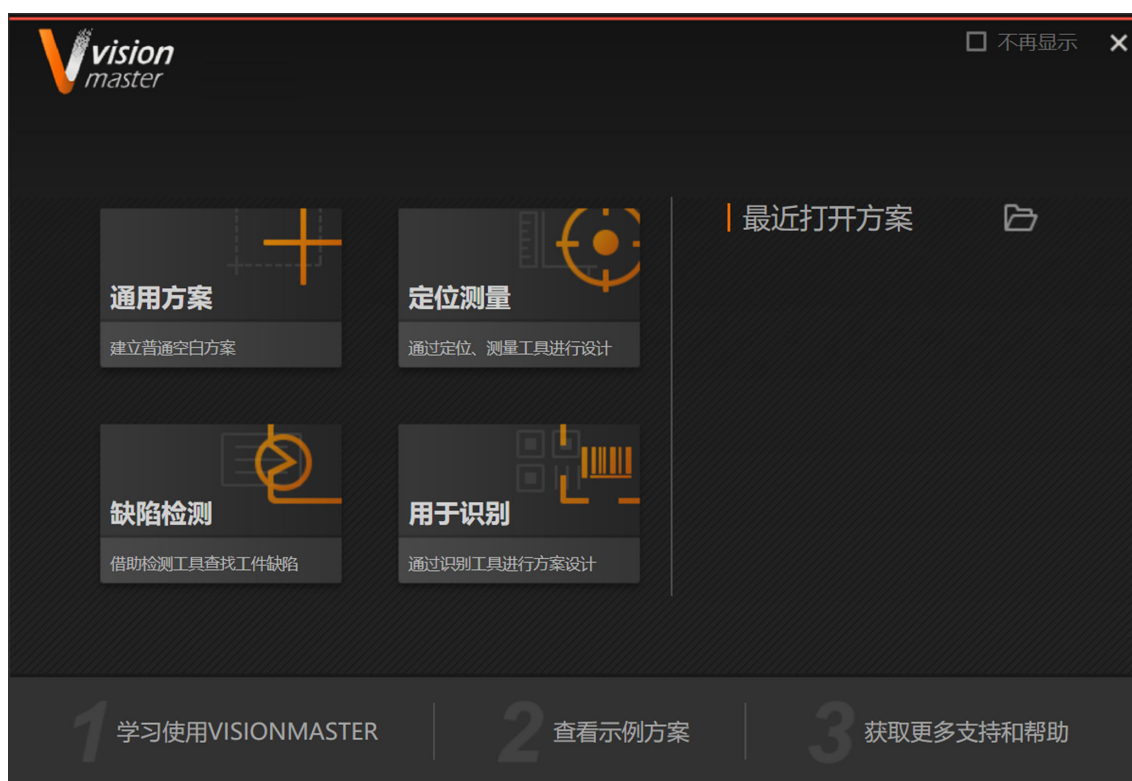 vision
master
不再显示
最近打开方案
通用方案
建立普通空白方案
定位测量
通过定位、测量工具进行设计
缺陷检测
借助检测工具查找工件缺陷
用于识别
通过识别工具进行方案设计
1 学习使用VISIONMASTER
2 查看示例方案
3 获取更多支持和帮助